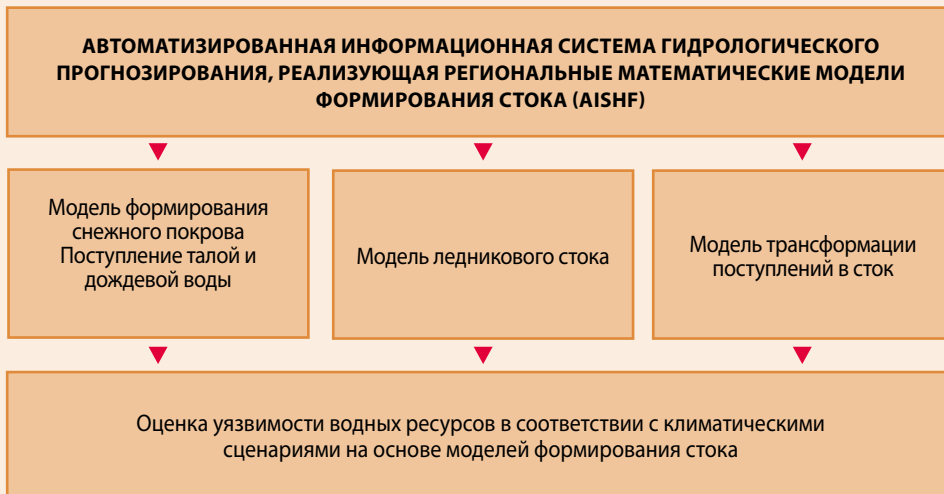 АВТОМАТИЗИРОВАННАЯ ИНФОРМАЦИОННАЯ СИСТЕМА ГИДРОЛОГИЧЕСКОГО
ПРОГНОЗИРОВАНИЯ, РЕАЛИЗУЮЩАЯ РЕГИОНАЛЬНЫЕ МАТЕМАТИЧЕСКИЕ МОДЕЛИ
ФОРМИРОВАНИЯ СТОКА (AISHF)
Модель формирования
снежного покрова
Поступление талой и
дождевой воды
Модель ледникового стока
Модель трансформации
поступлений в сток
Оценка уязвимости водных ресурсов в соответствии с климатическими
сценариями на основе моделей формирования стока